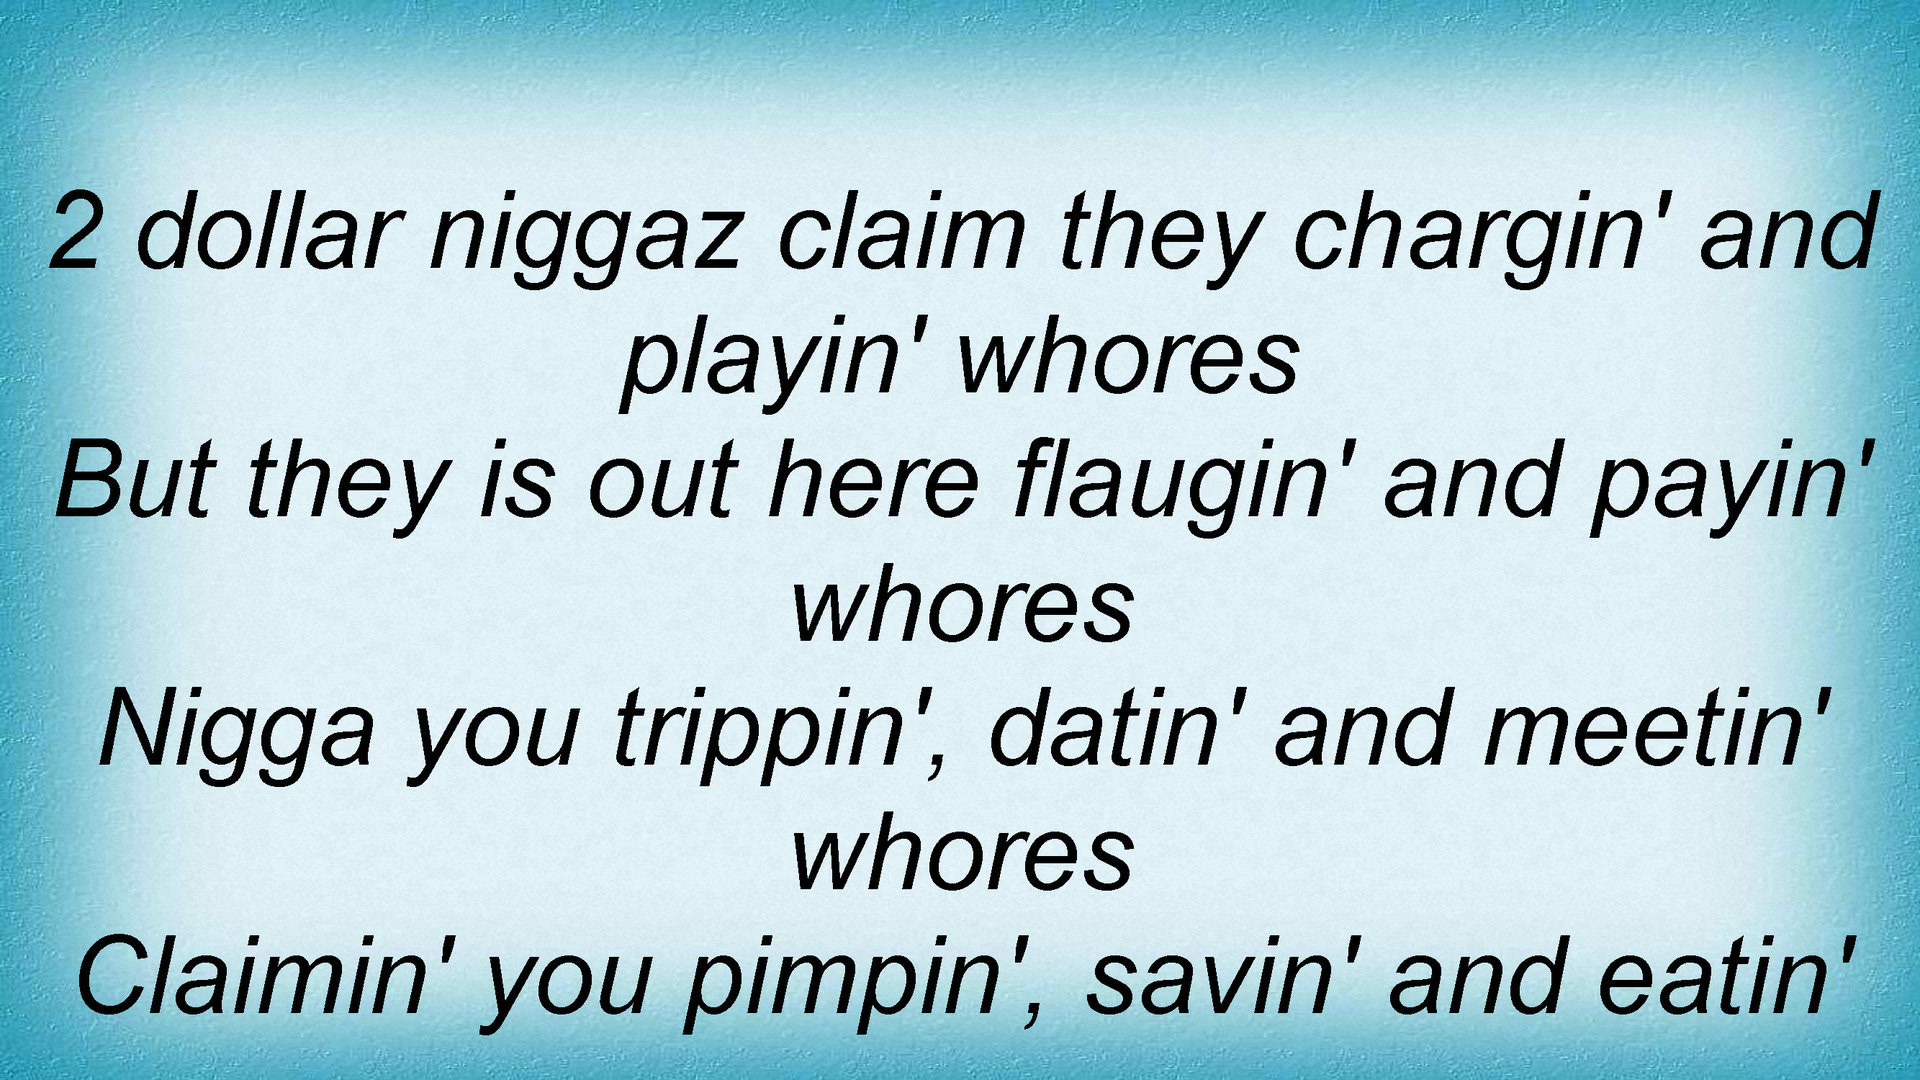 2 dollar niggaz claim they chargin' and
playin' whores
But they is out here flaugin' and payin'
whores
Nigga you trippin', datin' and meetin'
whores
Claimin' you pimpin', savin' and eatin'